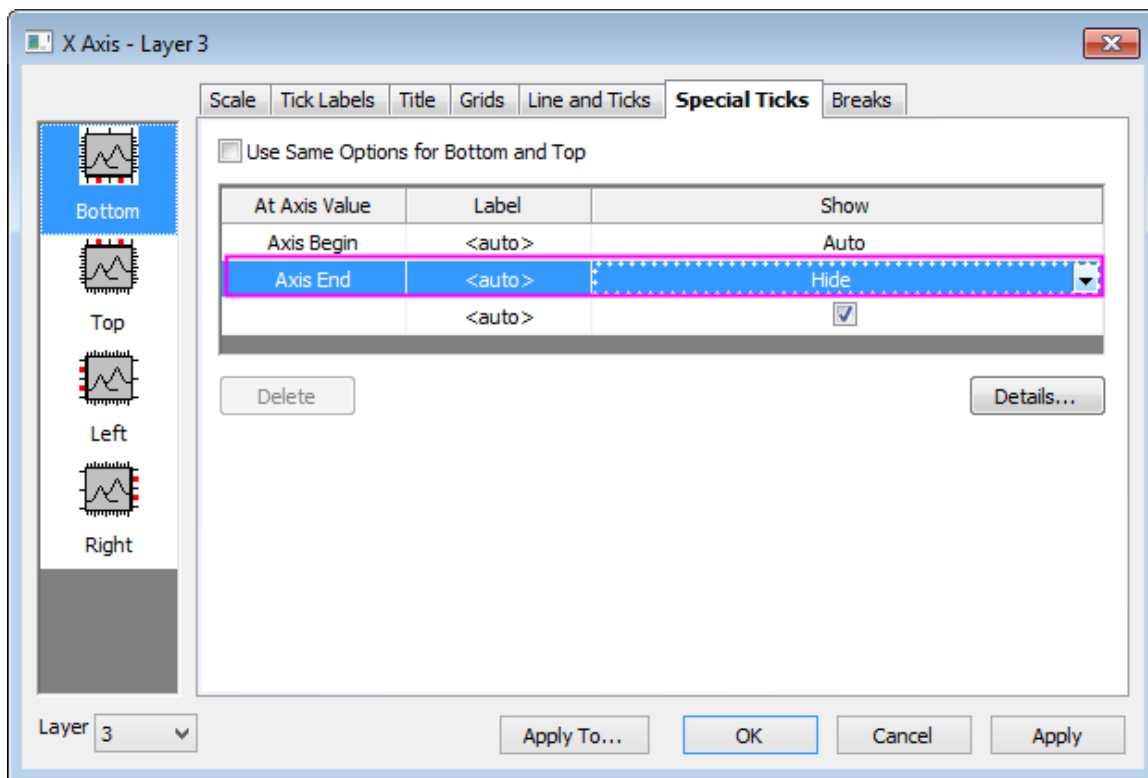 X Axis - Layer 3
Scale Tick Labels Title Grids Line and Ticks Special Ticks Breaks
Use Same Options for Bottom and Top
Bottom
Top
Left
Right
At Axis Value Label Show
Axis Begin <auto> Auto
Axis End <auto> Hide
<auto>
Delete Details...
Layer 3 Apply To... OK Cancel Apply